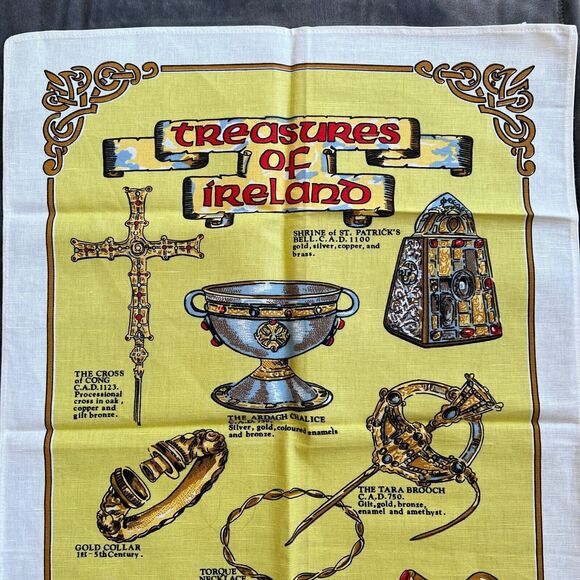 treasures
of
ireland
SHRINE of ST. PATRICK'S
BELL. C.A.D. 1100
gold, silver, copper, and
brass.
THE CROSS
of CONG
C.A.D. 1123.
Processional
cross in oak,
copper and
gilt bronze.
THE ARDAGH CHALICE
Silver, gold, coloured enamels
and bronze.
THE TARA BROOCH
C.A.D. 750.
Gilt, gold, bronze,
enamel and amethyst.
GOLD COLLAR
1st-5th Century.
TORQUE
NECKLACE